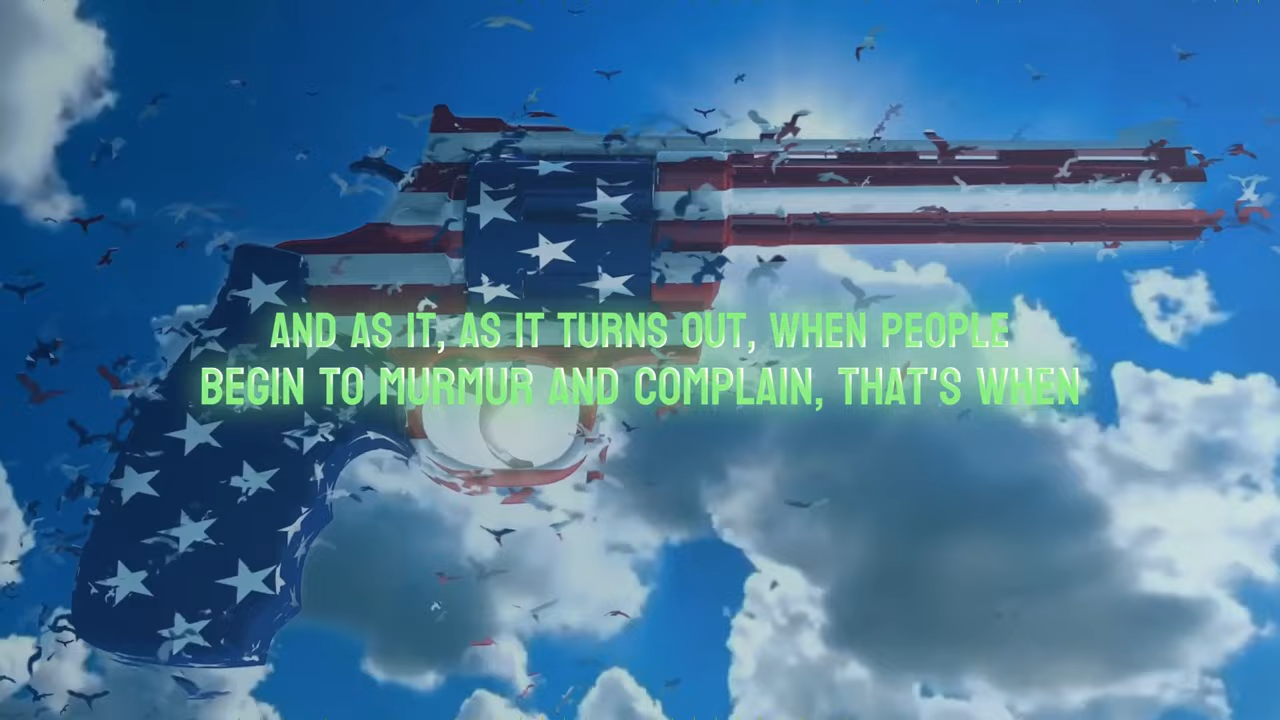 AND AS IT, AS IT TURNS OUT, WHEN PEOPLE
BEGIN TO MURMUR AND COMPLAIN, THAT'S WHEN